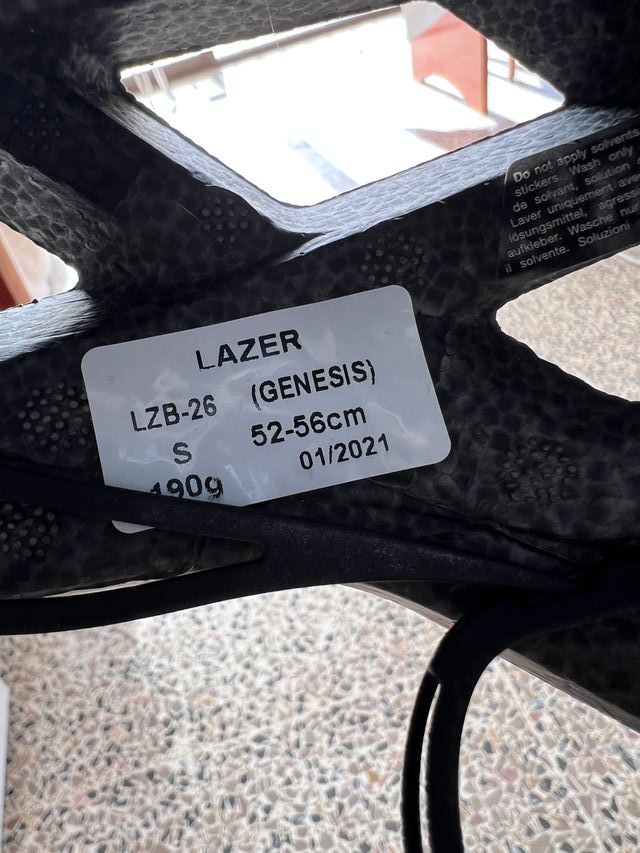 Do not apply solvents
stickers. Wash only
de solvant, solution
Laver uniquement avec
lösungsmittel,
aufkleber. Wasche nur
il solvente. Soluzioni
LAZER
LZB-26 (GENESIS)
S 52-56cm
190g 01/2021